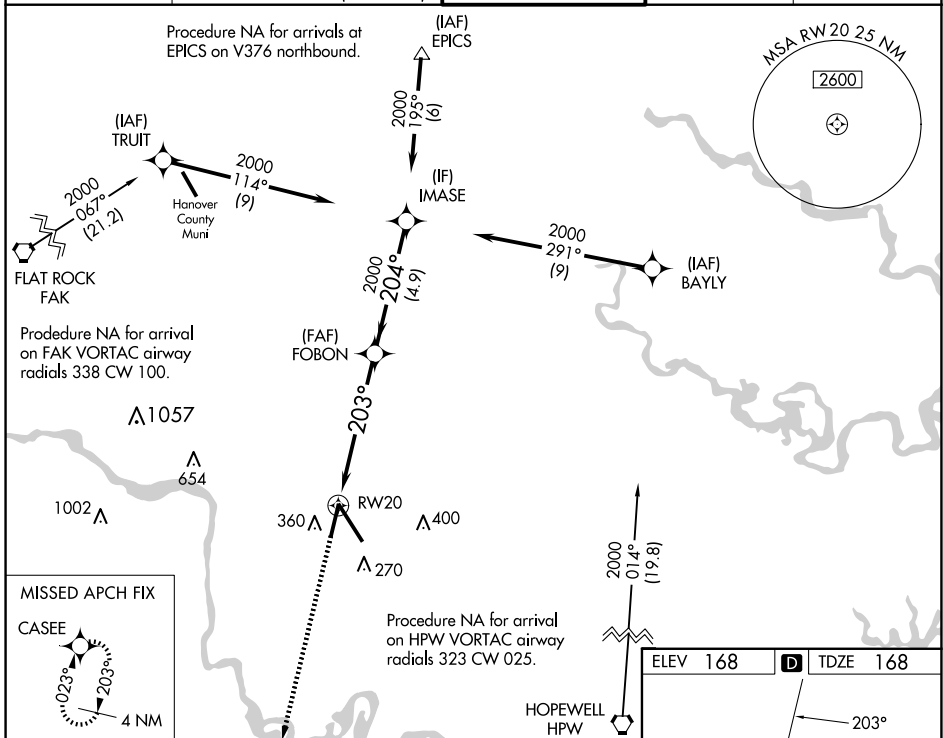 Procedure NA for arrivals at
EPICS on V376 northbound.
(IAF)
EPICS
MSA RW 20 25 NM
2600
2000
195°
(6)
(IAF)
TRUIT
2000
114°
(9)
Hanover
County
Muni
2000
067°
(21.2)
FLAT ROCK
FAK
(IF)
IMASE
2000
291°
(9)
(IAF)
BAYLY
2000
204°
(4.9)
(FAF)
FOBON
Prodedure NA for arrival
on FAK VORTAC airway
radials 338 CW 100.
203°
1057
654
1002
360
RW20
400
270
2000
014°
(19.8)
MISSED APCH FIX
CASEE
023°
203°
4 NM
Procedure NA for arrival
on HPW VORTAC airway
radials 323 CW 025.
HOPEWELL
HPW
ELEV 168 D TDZE 168
203°